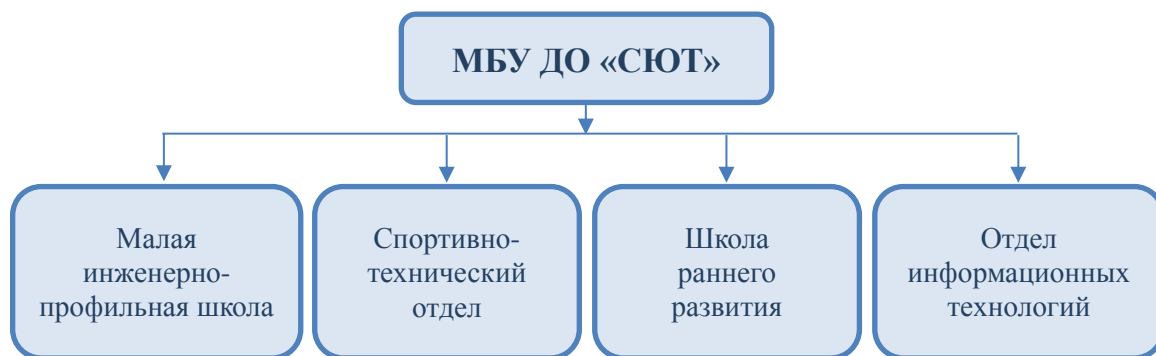 МБУ ДО «СЮТ»
Малая
инженерно-
профильная школа
Спортивно-
технический
отдел
Школа
раннего
развития
Отдел
информационных
технологий